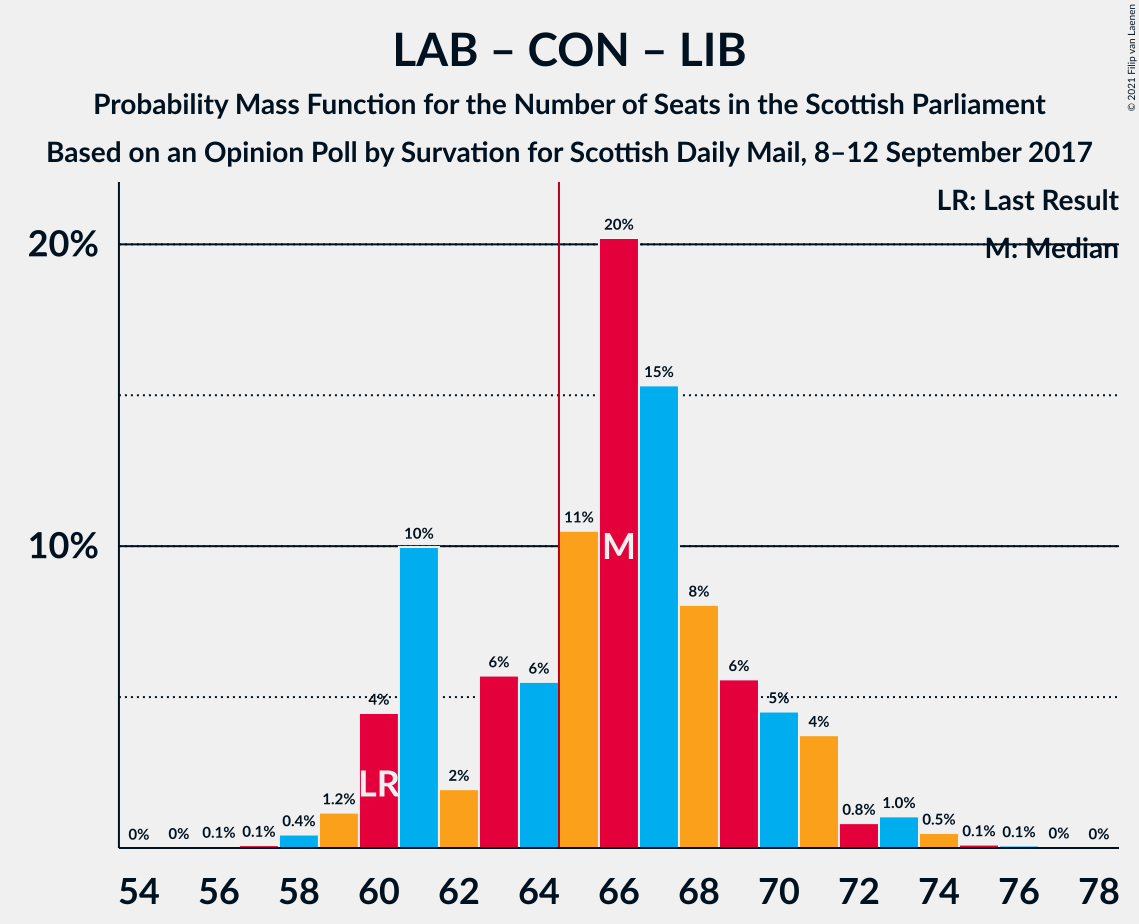 LAB – CON – LIB
Probability Mass Function for the Number of Seats in the Scottish Parliament
Based on an Opinion Poll by Survation for Scottish Daily Mail, 8–12 September 2017
© 2021 Filip van Laenen
LR: Last Result
M: Median
20%
10%
0% 0% 0.1% 0.1% 0.4% 1.2% 4% 10% 2% 6% 6% 11% 20% 15% 8% 6% 5% 4% 0.8% 1.0% 0.5% 0.1% 0.1% 0% 0%
LR
M
54 56 58 60 62 64 66 68 70 72 74 76 78